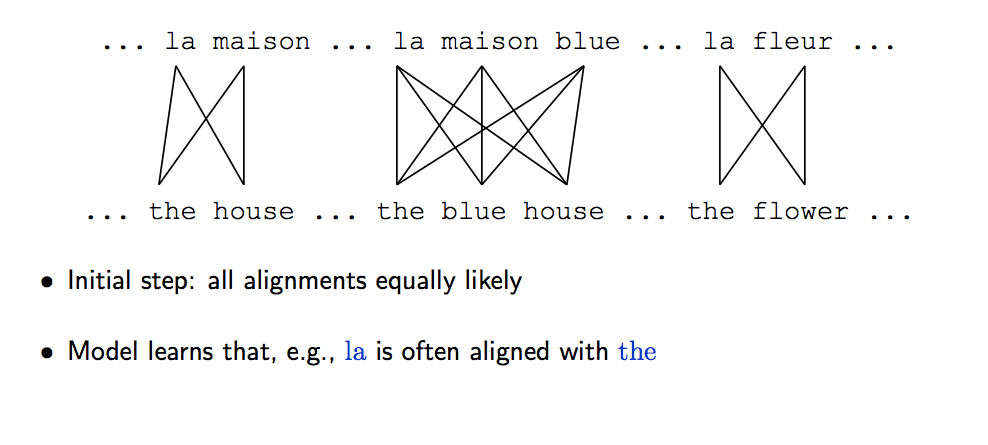 ... la maison ... la maison blue ... la fleur ...
... the house ... the blue house ... the flower ...
• Initial step: all alignments equally likely
• Model learns that, e.g., la is often aligned with the